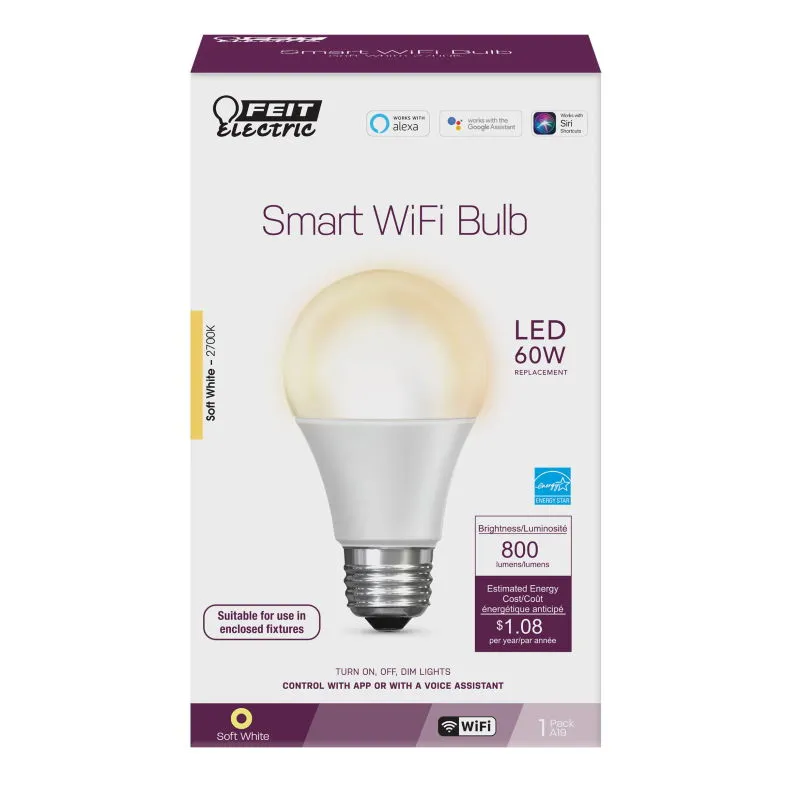 Smart WiFi Bulb
FEIT
Electric
WORKS WITH
alexa
works with the
Google Assistant
Works with
Siri
Shortcuts
Smart WiFi Bulb
LED
60W
REPLACEMENT
Soft White - 2700K
energy
ENERGY STAR
Brightness/Luminosité
800
lumens/lumens
Estimated Energy
Cost/Coût
énergétique anticipé
$1.08
per year/par année
Suitable for use in
enclosed fixtures
TURN ON, OFF, DIM LIGHTS
CONTROL WITH APP OR WITH A VOICE ASSISTANT
Soft White
WiFi
1 Pack
A19